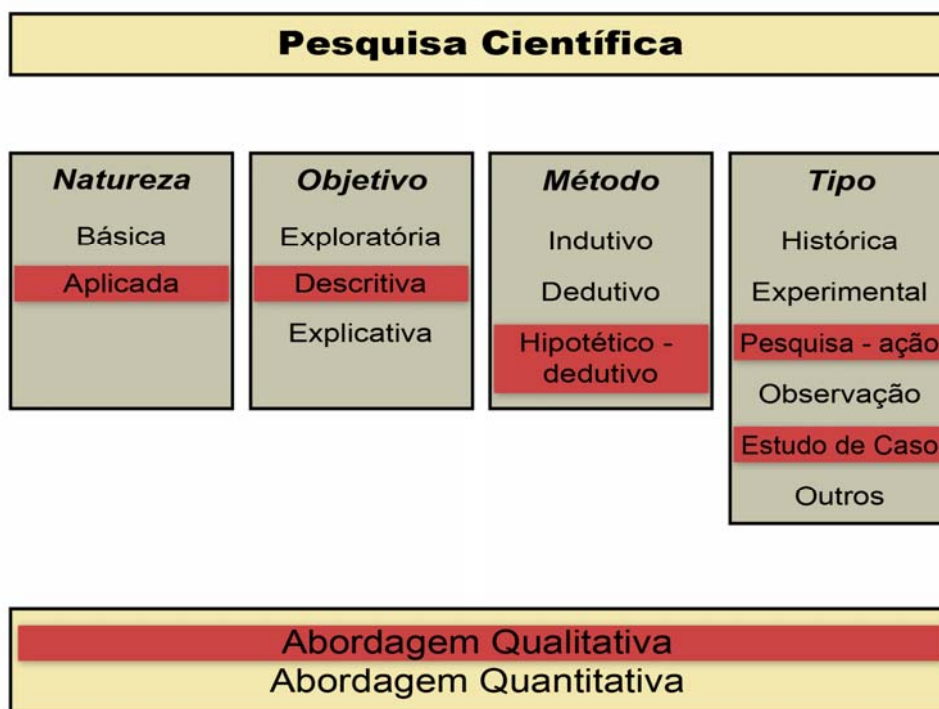 Pesquisa Científica
Natureza
Básica
Aplicada
Objetivo
Exploratória
Descritiva
Explicativa
Método
Indutivo
Dedutivo
Hipotético -
dedutivo
Tipo
Histórica
Experimental
Pesquisa - ação
Observação
Estudo de Caso
Outros
Abordagem Qualitativa
Abordagem Quantitativa